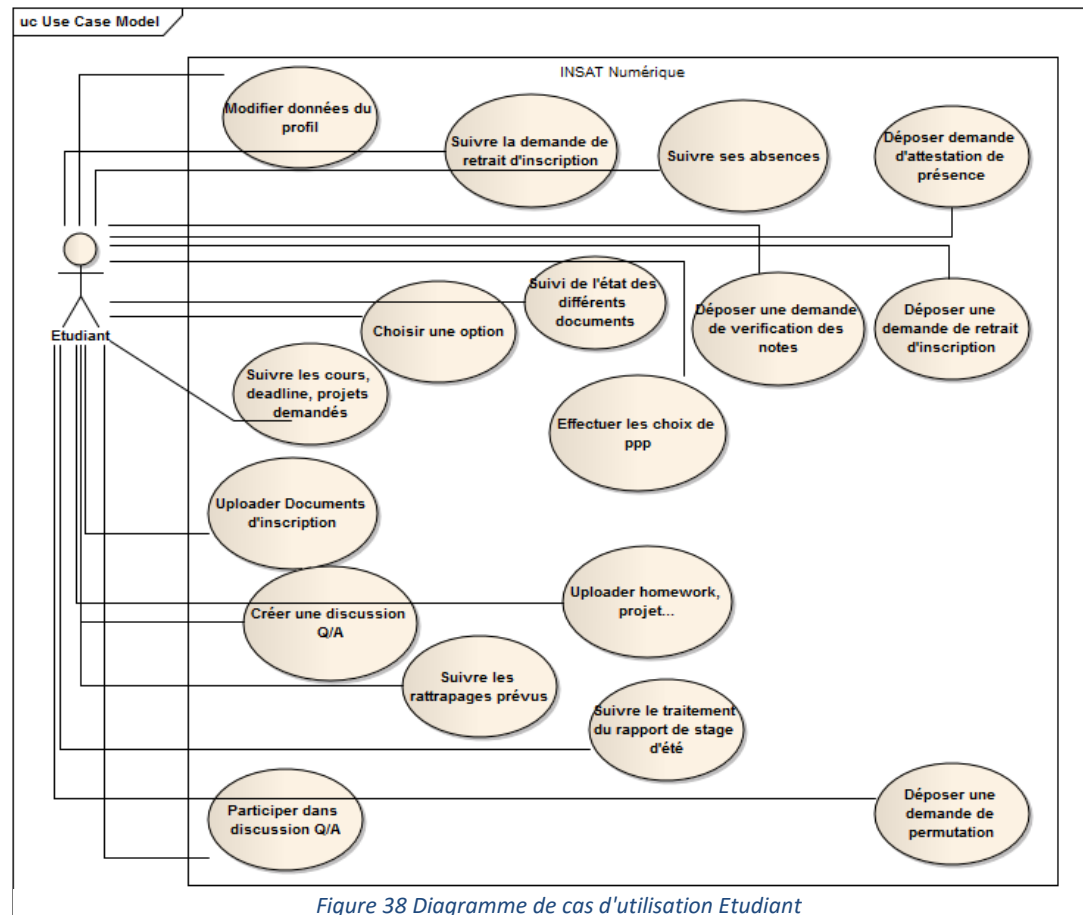 uc Use Case Model
INSAT Numérique
Modifier données du
profil
Suivre la demande de
retrait d'inscription
Suivre ses absences
Déposer demande
d'attestation de
présence
Etudiant
Suivi de l'état des
différents
documents
Choisir une option
Déposer une demande
de verification des
notes
Déposer une
demande de retrait
d'inscription
Suivre les cours,
deadline, projets
demandés
Effectuer les choix de
ppp
Uploader Documents
d'inscription
Créer une discussion
Q/A
Uploader homework,
projet...
Suivre les
rattrapages prévus
Suivre le traitement
du rapport de stage
d'été
Participer dans
discussion Q/A
Déposer une
demande de
permutation
Figure 38 Diagramme de cas d'utilisation Etudiant